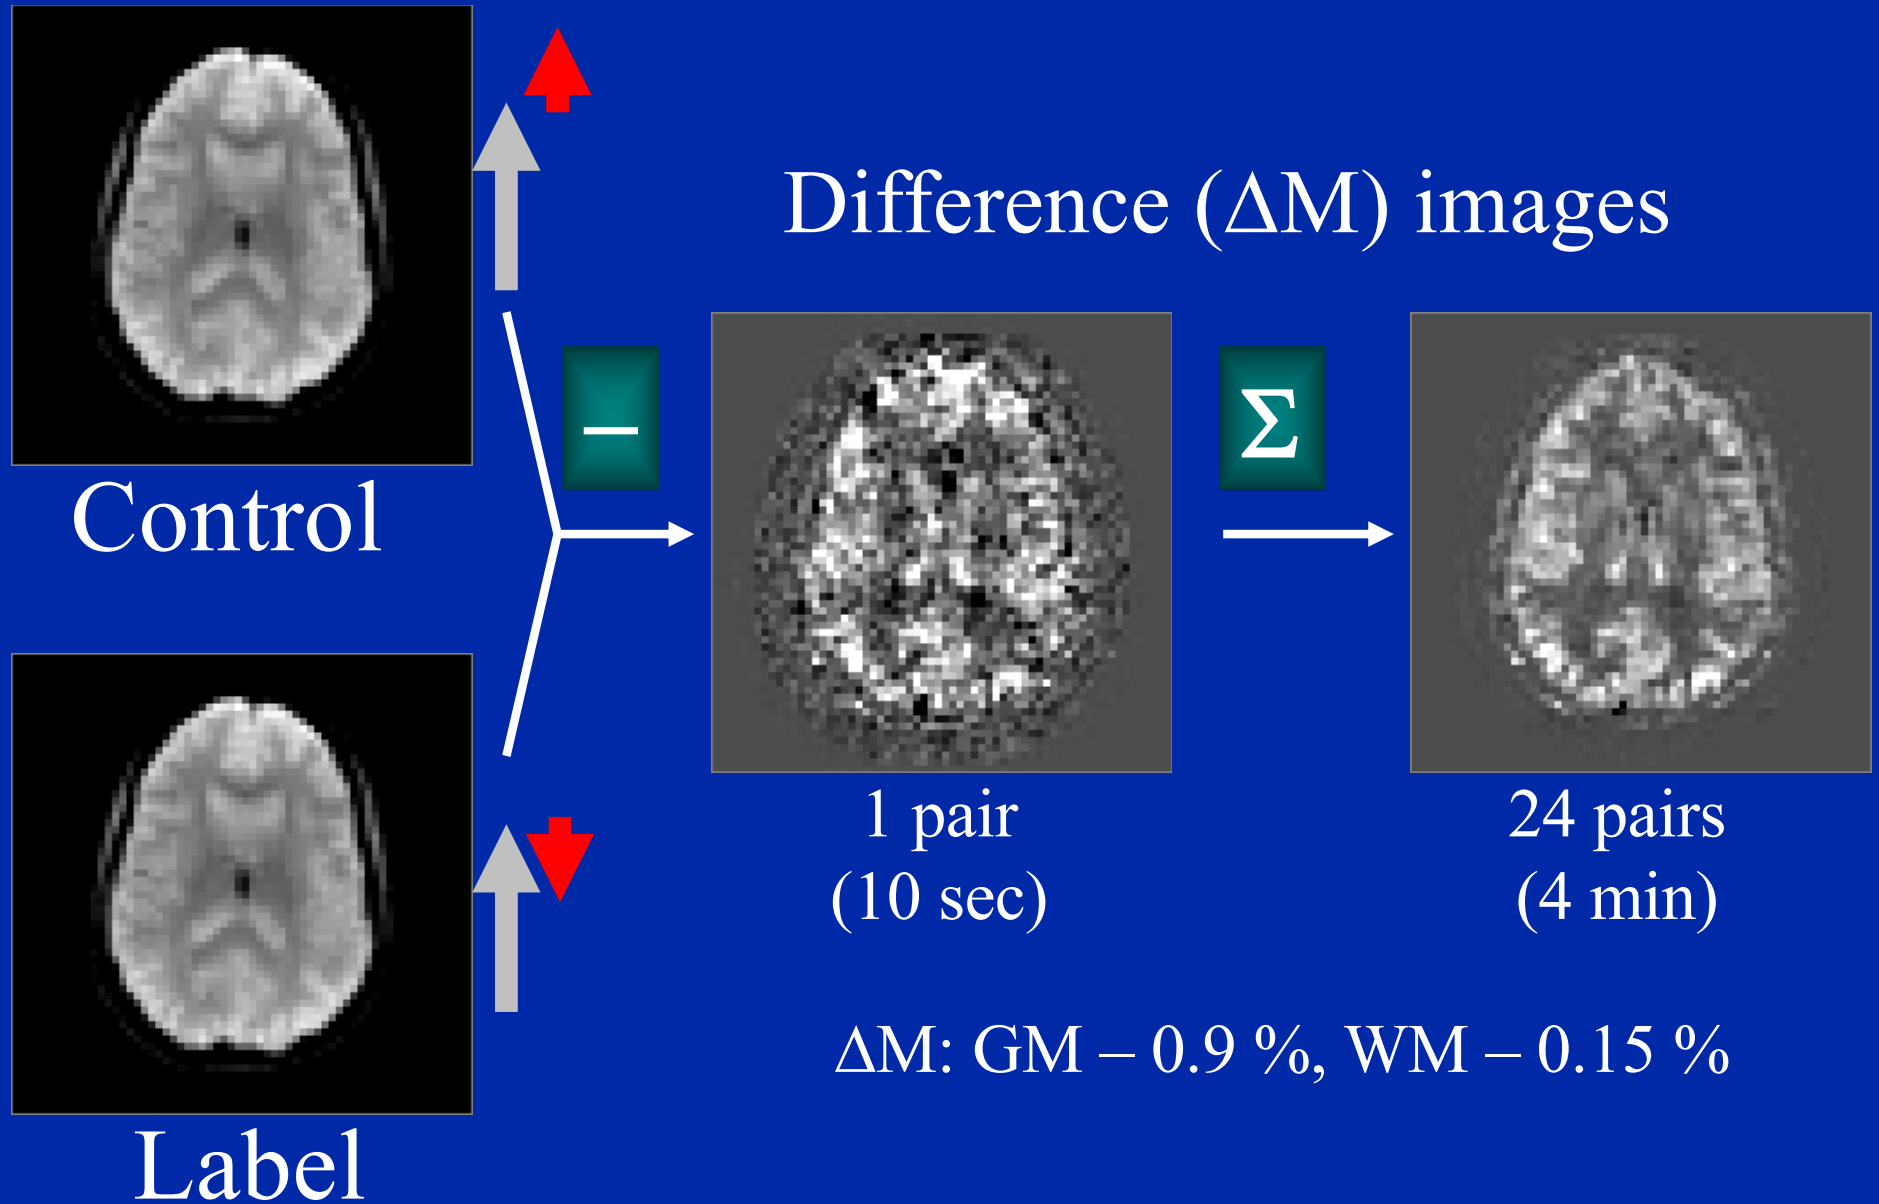 Difference (ΔM) images
Control
–
Σ
1 pair
(10 sec)
24 pairs
(4 min)
ΔM: GM – 0.9 %, WM – 0.15 %
Label